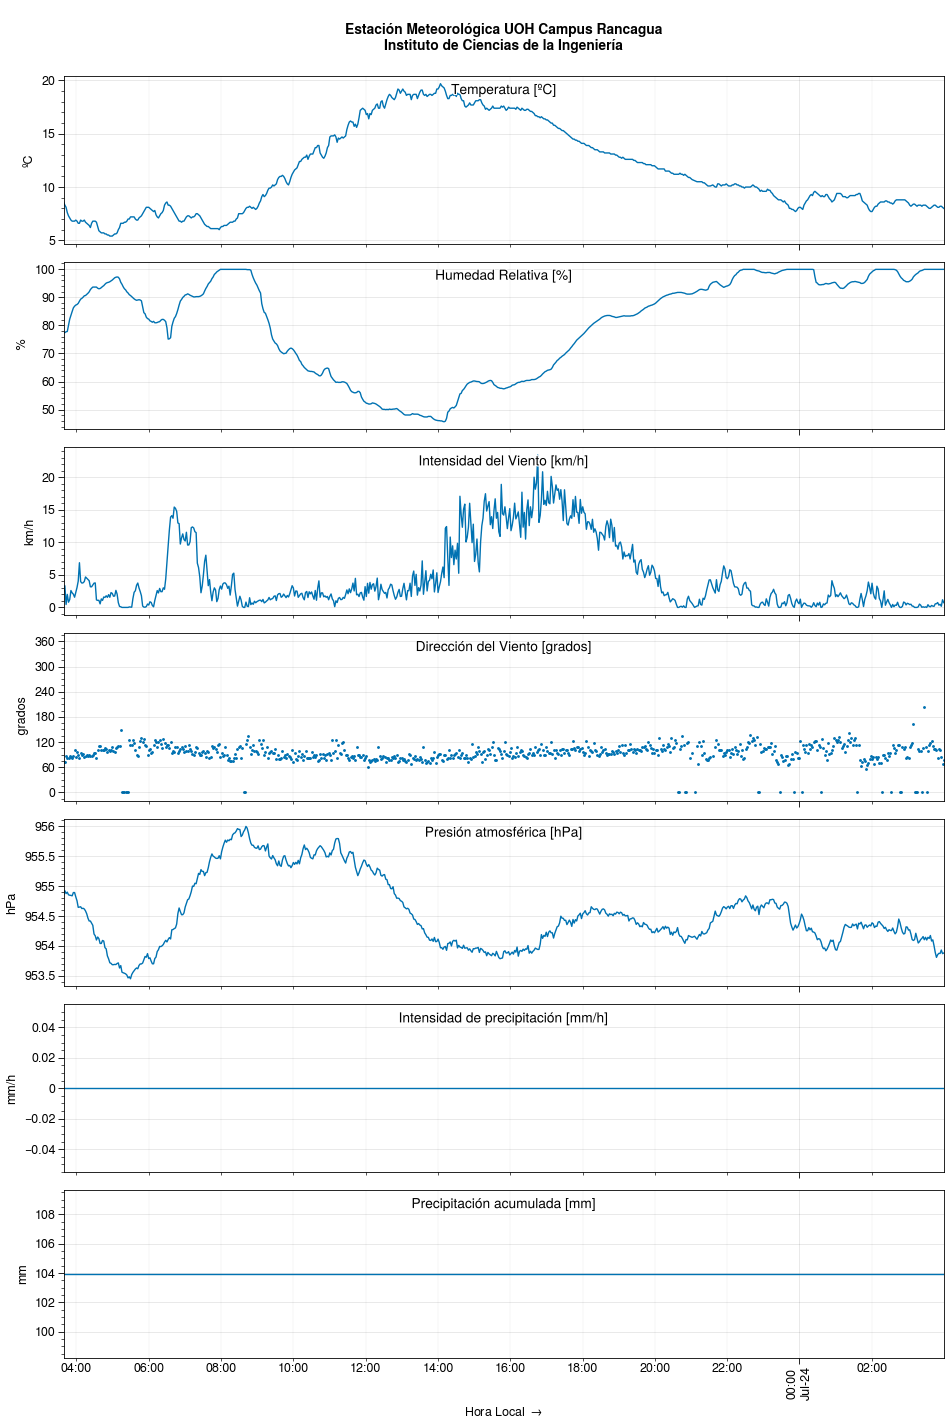 Estación Meteorológica UOH Campus Rancagua
Instituto de Ciencias de la Ingeniería
Temperatura [ºC]
ºC
20
15
10
5
Humedad Relativa [%]
%
100
90
80
70
60
50
Intensidad del Viento [km/h]
km/h
20
15
10
5
0
Dirección del Viento [grados]
grados
360
300
240
180
120
60
0
Presión atmosférica [hPa]
hPa
956
955.5
955
954.5
954
953.5
Intensidad de precipitación [mm/h]
mm/h
0.04
0.02
0
−0.02
−0.04
Precipitación acumulada [mm]
mm
108
106
104
102
100
04:00 06:00 08:00 10:00 12:00 14:00 16:00 18:00 20:00 22:00 00:00 02:00
Jul-24
Hora Local →